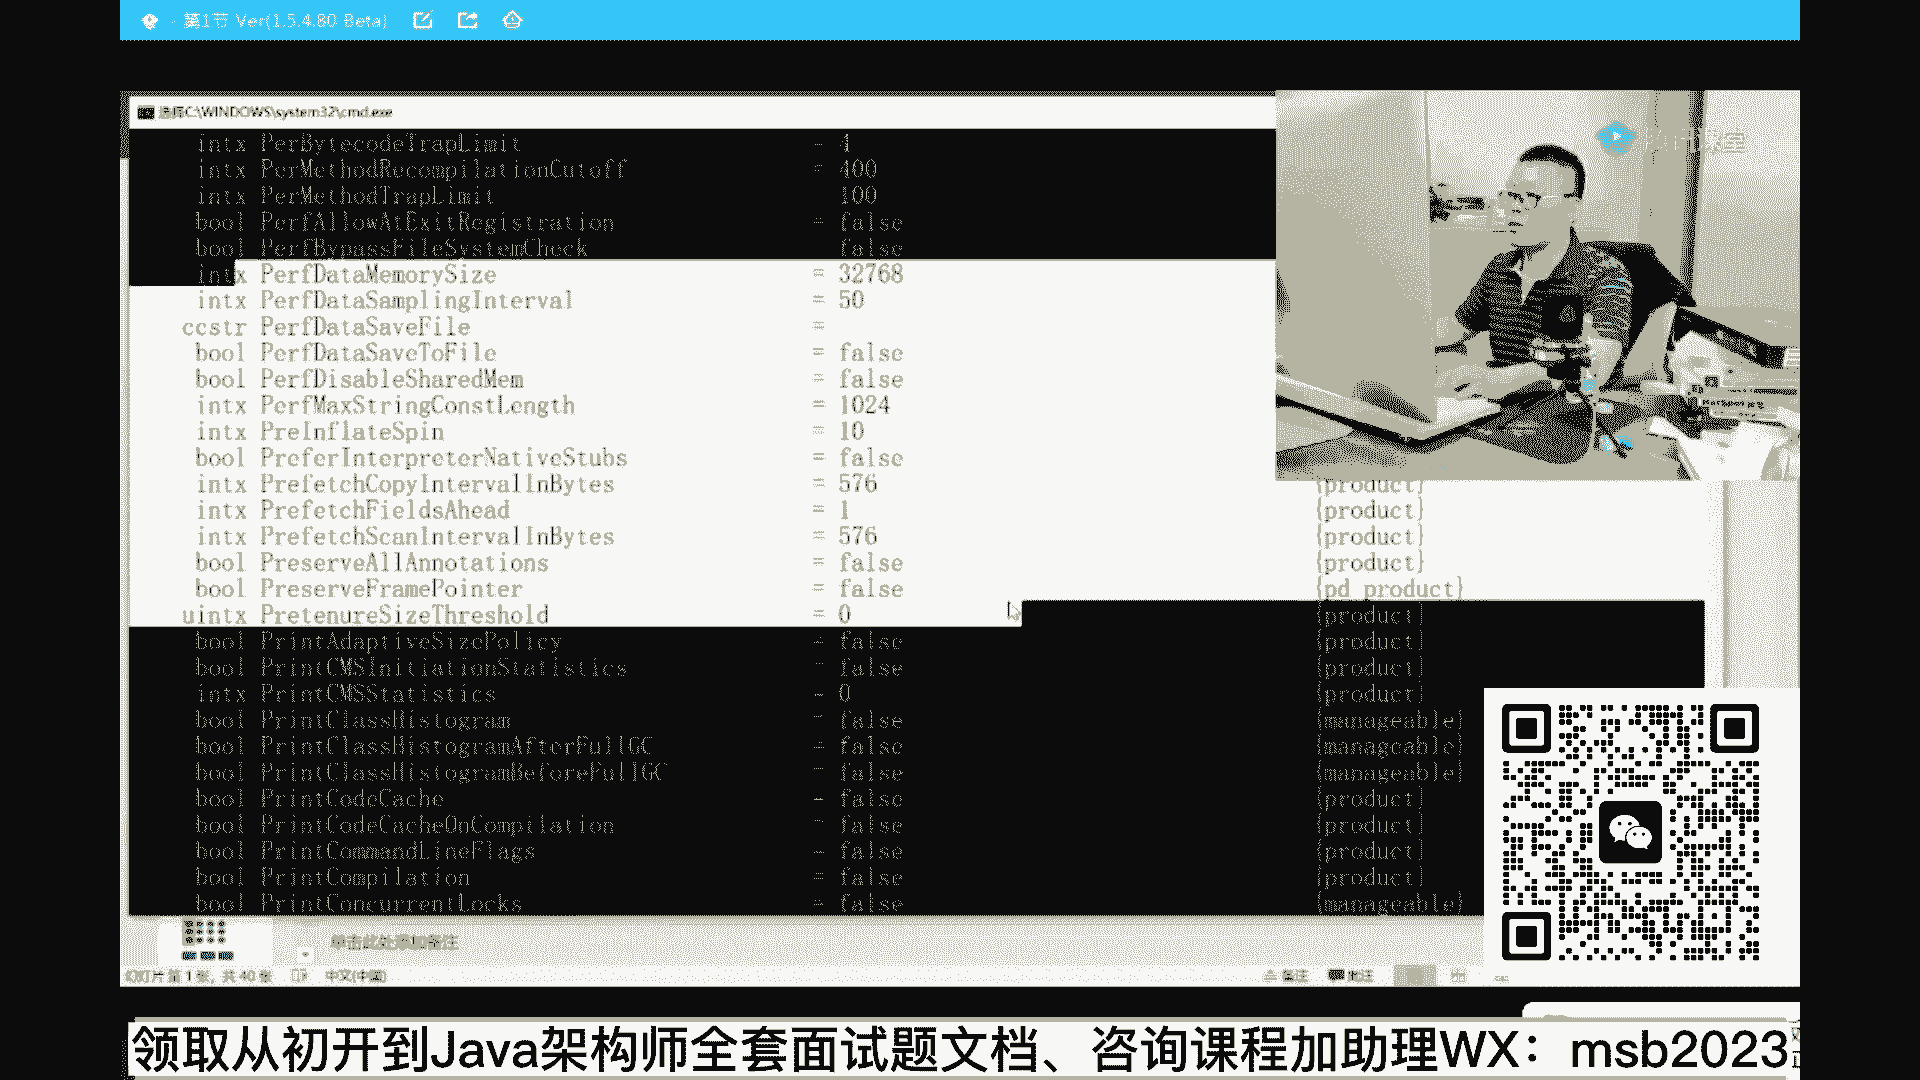 · 第1节 Ver(1.5.4.80 Beta)
C:\WINDOWS\system32\cmd.exe
intx PerBytecodeTrapLimit = 4
intx PerMethodRecompilationCutoff = 400
intx PerMethodTrapLimit = 100
bool PerfAllowAtExitRegistration = false
bool PerfBypassFileSystemCheck = false
intx PerfDataMemorySize = 32768
intx PerfDataSamplingInterval = 50
ccstr PerfDataSaveFile =
bool PerfDataSaveToFile = false
bool PerfDisableSharedMem = false
intx PerfMaxStringConstLength = 1024
intx PreInflateSpin = 10
bool PreferInterpreterNativeStubs = false
intx PrefetchCopyIntervalInBytes = 576 {product}
intx PrefetchFieldsAhead = 1 {product}
intx PrefetchScanIntervalInBytes = 576 {product}
bool PreserveAllAnnotations = false {product}
bool PreserveFramePointer = false {pd product}
uintx PretenureSizeThreshold = 0 {product}
bool PrintAdaptiveSizePolicy = false {product}
bool PrintCMSInitiationStatistics = false {product}
intx PrintCMSStatistics = 0 {product}
bool PrintClassHistogram = false {manageable}
bool PrintClassHistogramAfterFullGC = false {manageable}
bool PrintClassHistogramBeforeFullGC = false {manageable}
bool PrintCodeCache = false {product}
bool PrintCodeCacheOnCompilation = false {product}
bool PrintCommandLineFlags = false {product}
bool PrintCompilation = false {product}
bool PrintConcurrentLocks = false {manageable}
单击此处添加备注
幻灯片 第 1 张, 共 40 张 中文(中国) 备注 批注
领取从初开到Java架构师全套面试题文档、咨询课程加助理WX：msb2023